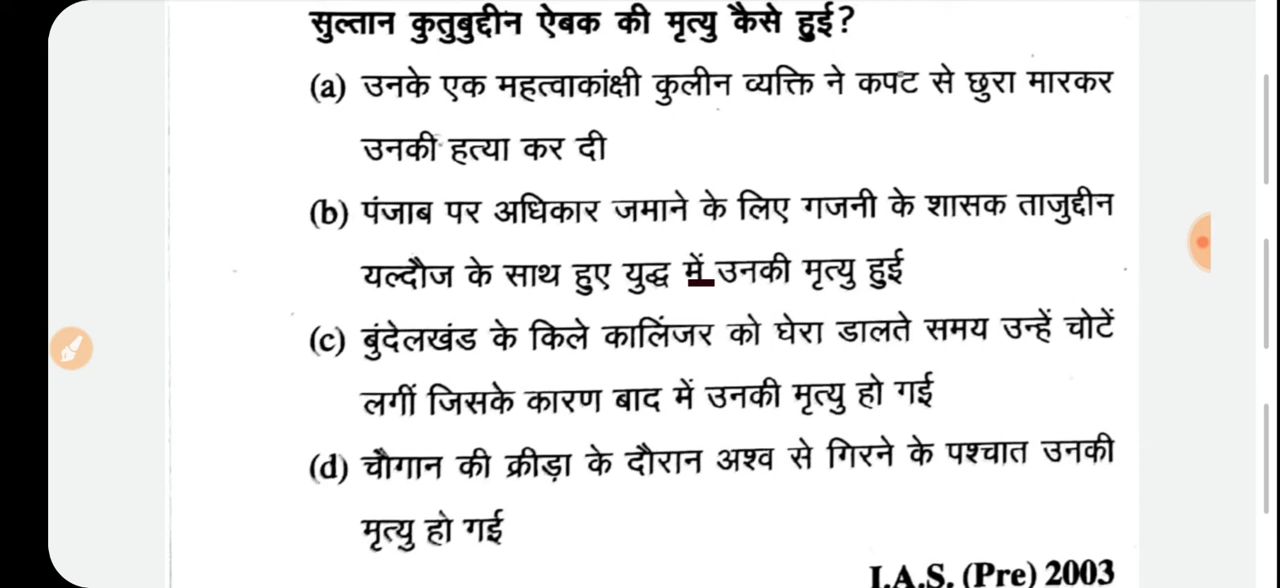 सुल्तान कुतुबुद्दीन ऐबक की मृत्यु कैसे हुई?
(a) उनके एक महत्वाकांक्षी कुलीन व्यक्ति ने कपट से छुरा मारकर
उनकी हत्या कर दी
(b) पंजाब पर अधिकार जमाने के लिए गजनी के शासक ताजुद्दीन
यल्दौज के साथ हुए युद्ध में उनकी मृत्यु हुई
(c) बुंदेलखंड के किले कालिंजर को घेरा डालते समय उन्हें चोटें
लगीं जिसके कारण बाद में उनकी मृत्यु हो गई
(d) चौगान की क्रीड़ा के दौरान अश्व से गिरने के पश्चात उनकी
मृत्यु हो गई
I.A.S. (Pre) 2003